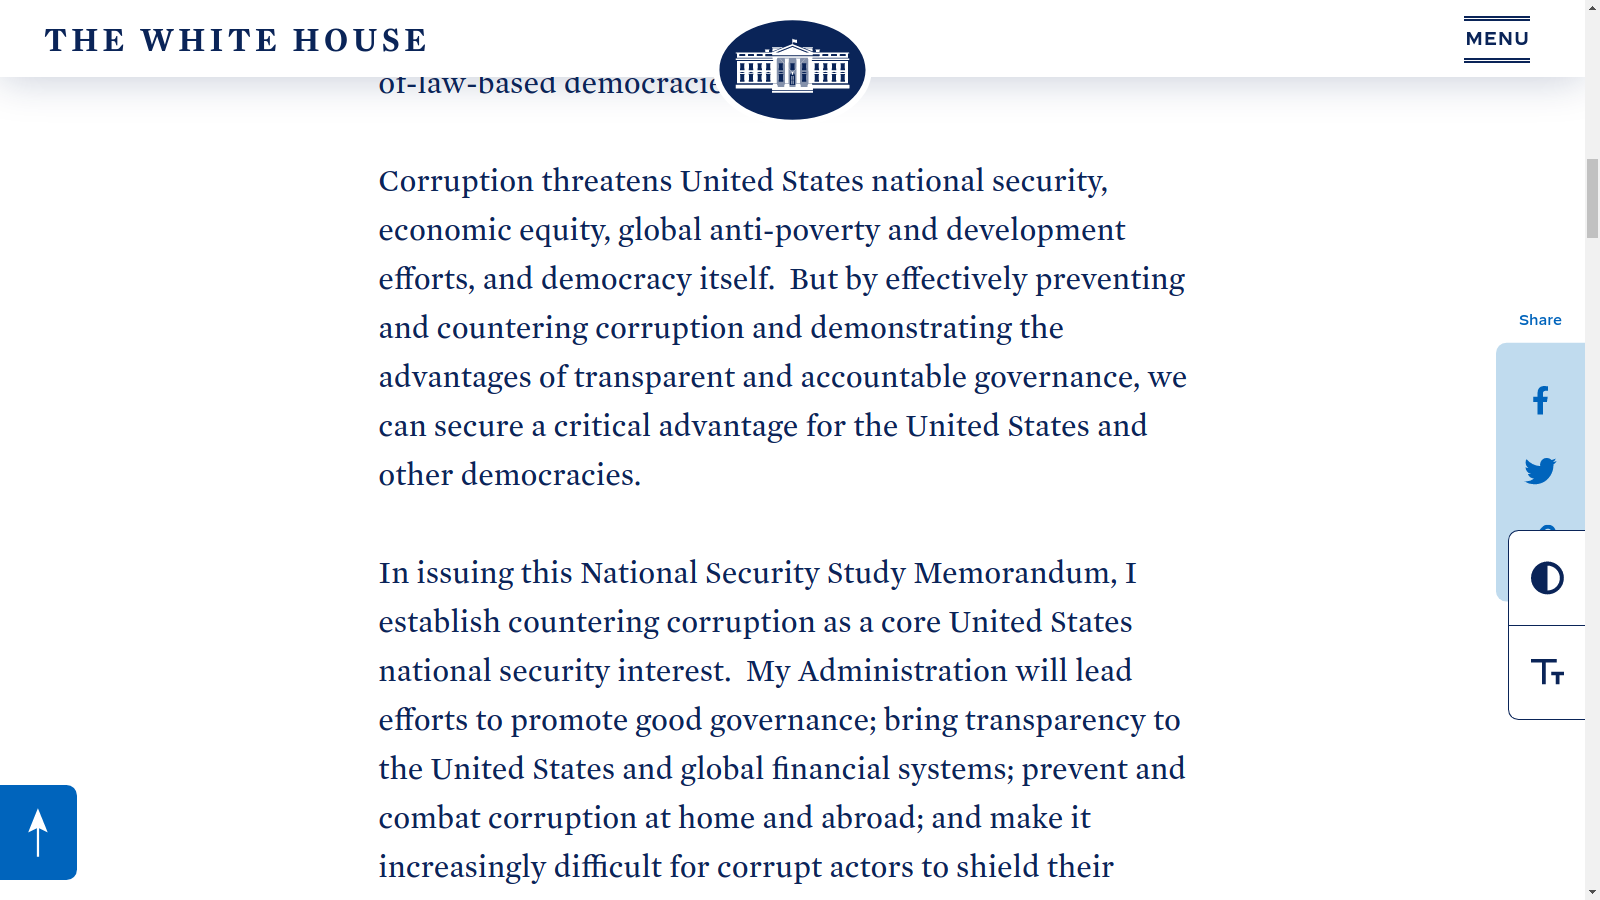 THE WHITE HOUSE
MENU
of-law-based democracie
Corruption threatens United States national security,
economic equity, global anti-poverty and development
efforts, and democracy itself.  But by effectively preventing
and countering corruption and demonstrating the
advantages of transparent and accountable governance, we
can secure a critical advantage for the United States and
other democracies.
In issuing this National Security Study Memorandum, I
establish countering corruption as a core United States
national security interest.  My Administration will lead
efforts to promote good governance; bring transparency to
the United States and global financial systems; prevent and
combat corruption at home and abroad; and make it
increasingly difficult for corrupt actors to shield their
Share
TT